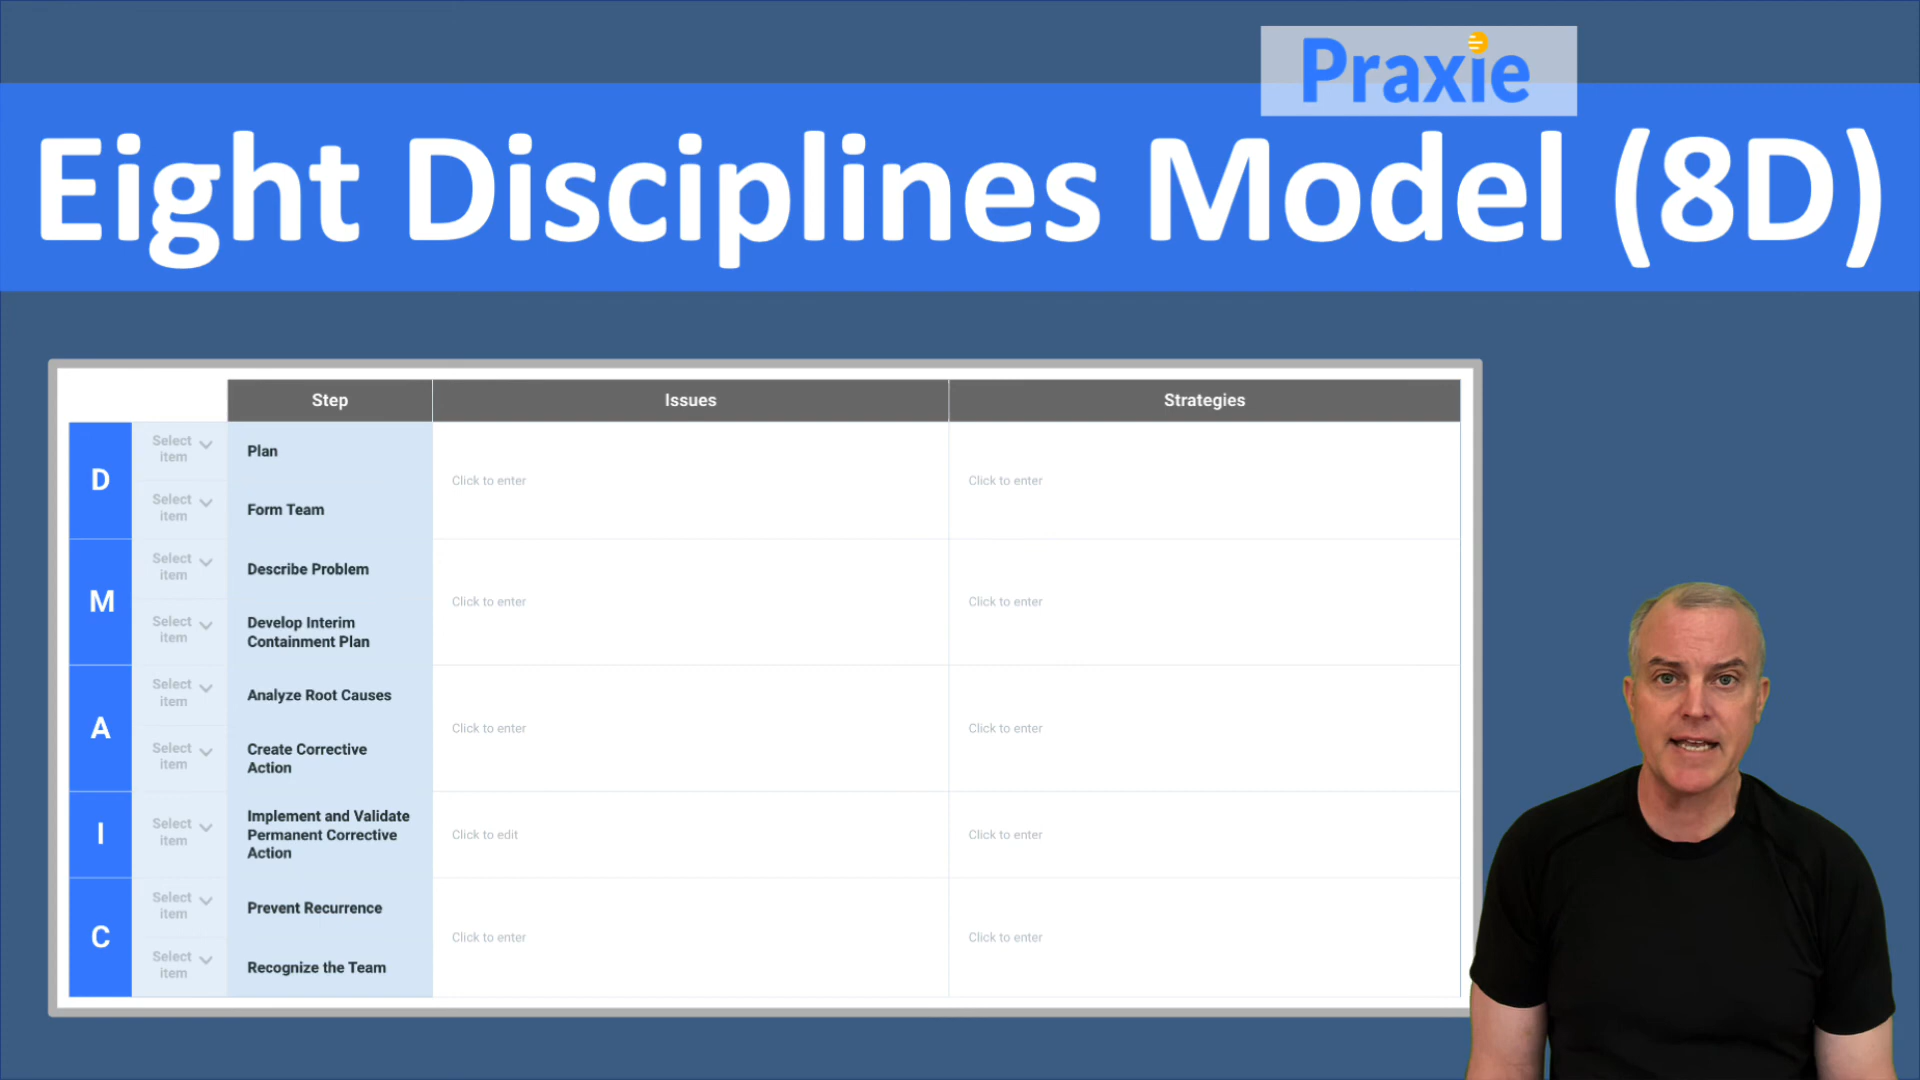 Praxie
Eight Disciplines Model (8D)
Step
Issues
Strategies
D
Select
item
Plan
Click to enter
Click to enter
Select
item
Form Team
M
Select
item
Describe Problem
Click to enter
Click to enter
Select
item
Develop Interim
Containment Plan
A
Select
item
Analyze Root Causes
Click to enter
Click to enter
Select
item
Create Corrective
Action
I
Select
item
Implement and Validate
Permanent Corrective
Action
Click to edit
Click to enter
C
Select
item
Prevent Recurrence
Click to enter
Click to enter
Select
item
Recognize the Team